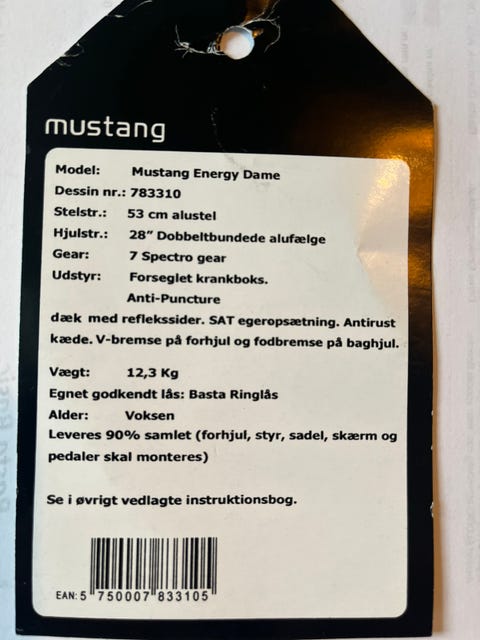 mustang
Model: Mustang Energy Dame
Dessin nr.: 783310
Stelstr.: 53 cm alustel
Hjulstr.: 28” Dobbeltbundede alufælge
Gear: 7 Spectro gear
Udstyr: Forseglet krankboks.
Anti-Puncture
dæk med reflekssider. SAT egeropsætning. Antirust
kæde. V-bremse på forhjul og fodbremse på baghjul.
Vægt: 12,3 Kg
Egnet godkendt lås: Basta Ringlås
Alder: Voksen
Leveres 90% samlet (forhjul, styr, sadel, skærm og
pedaler skal monteres)
Se i øvrigt vedlagte instruktionsbog.
EAN: 5 750007 833105